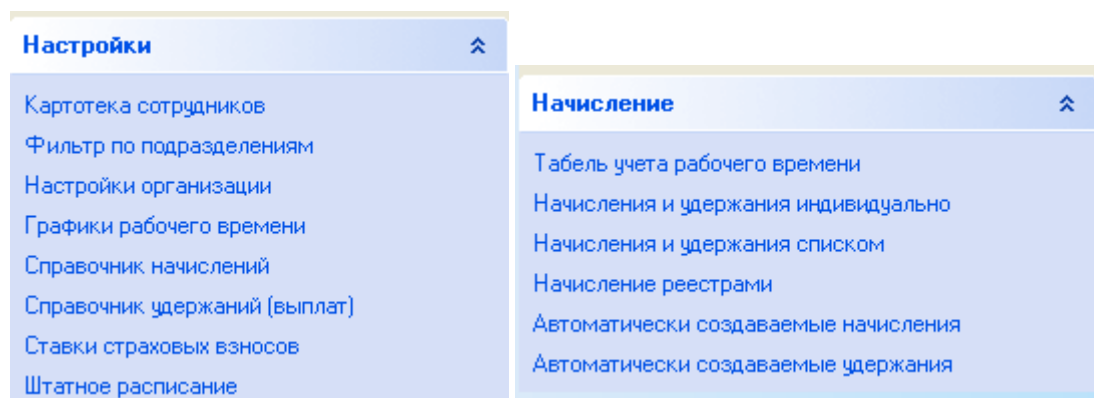 Настройки
Картотека сотрудников
Фильтр по подразделениям
Настройки организации
Графики рабочего времени
Справочник начислений
Справочник удержаний (выплат)
Ставки страховых взносов
Штатное расписание
Начисление
Табель учета рабочего времени
Начисления и удержания индивидуально
Начисления и удержания списком
Начисление реестрами
Автоматически создаваемые начисления
Автоматически создаваемые удержания